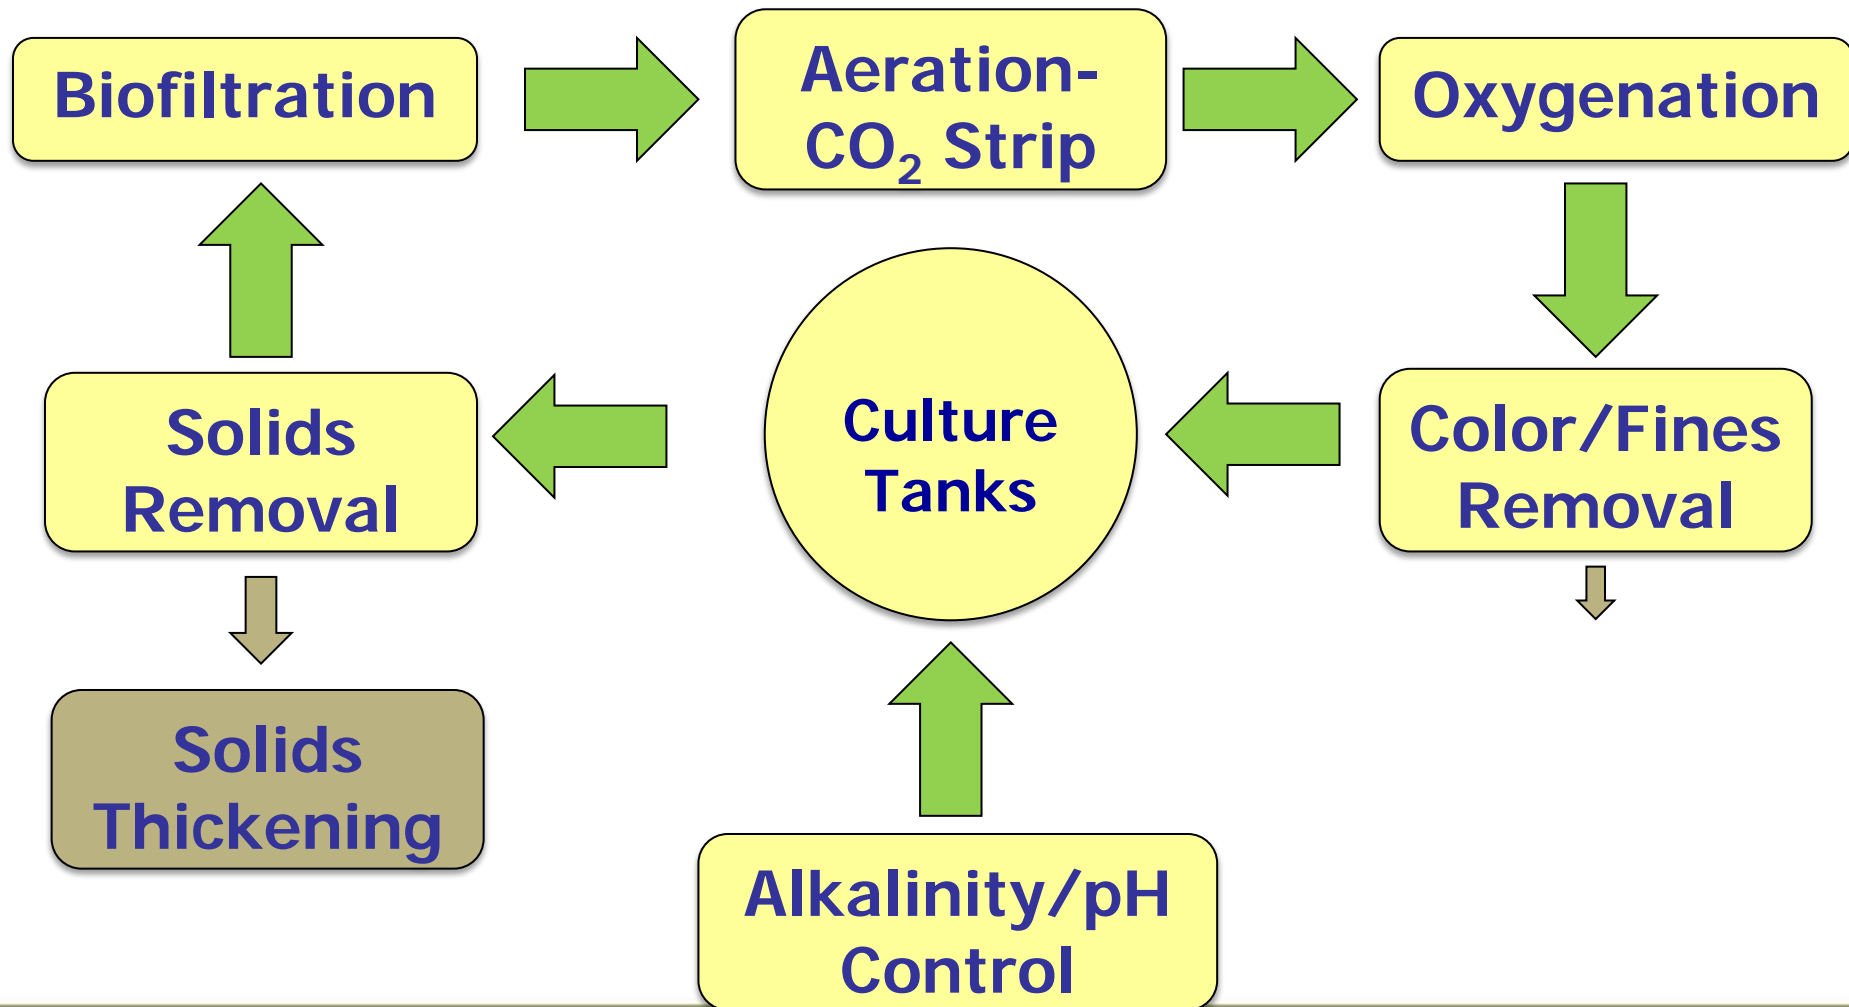 Biofiltration
Aeration-
CO₂ Strip
Oxygenation
Solids
Removal
Culture
Tanks
Color/Fines
Removal
Solids
Thickening
Alkalinity/pH
Control